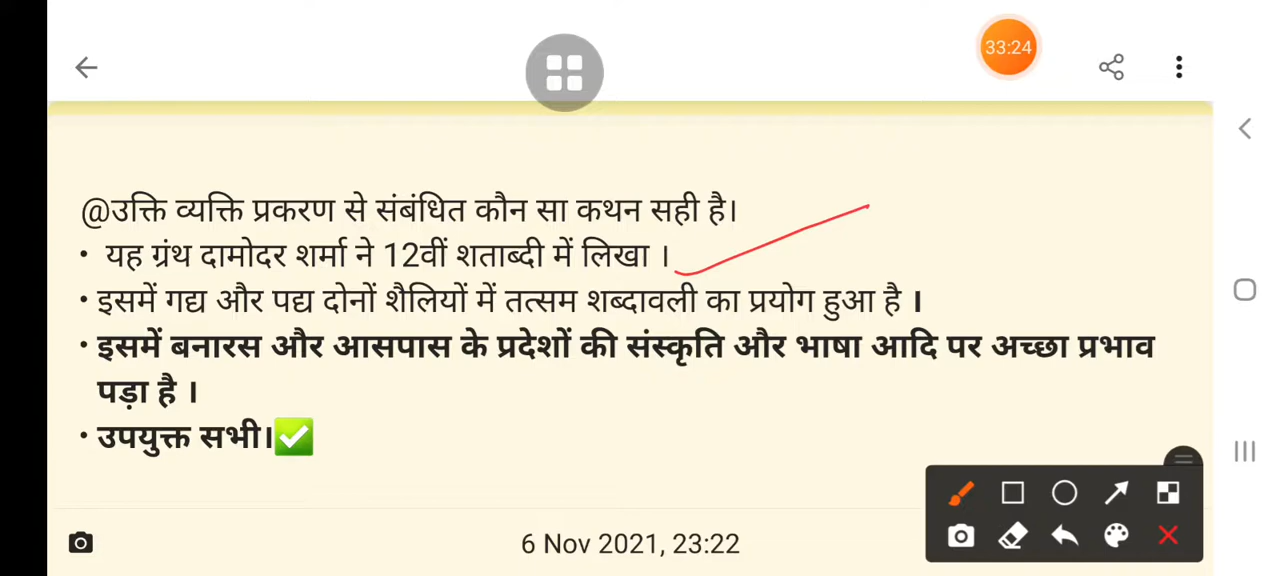 33:24
@उक्ति व्यक्ति प्रकरण से संबंधित कौन सा कथन सही है।
• यह ग्रंथ दामोदर शर्मा ने 12वीं शताब्दी में लिखा ।
• इसमें गद्य और पद्य दोनों शैलियों में तत्सम शब्दावली का प्रयोग हुआ है ।
• इसमें बनारस और आसपास के प्रदेशों की संस्कृति और भाषा आदि पर अच्छा प्रभाव
पड़ा है ।
• उपयुक्त सभी।✅
6 Nov 2021, 23:22